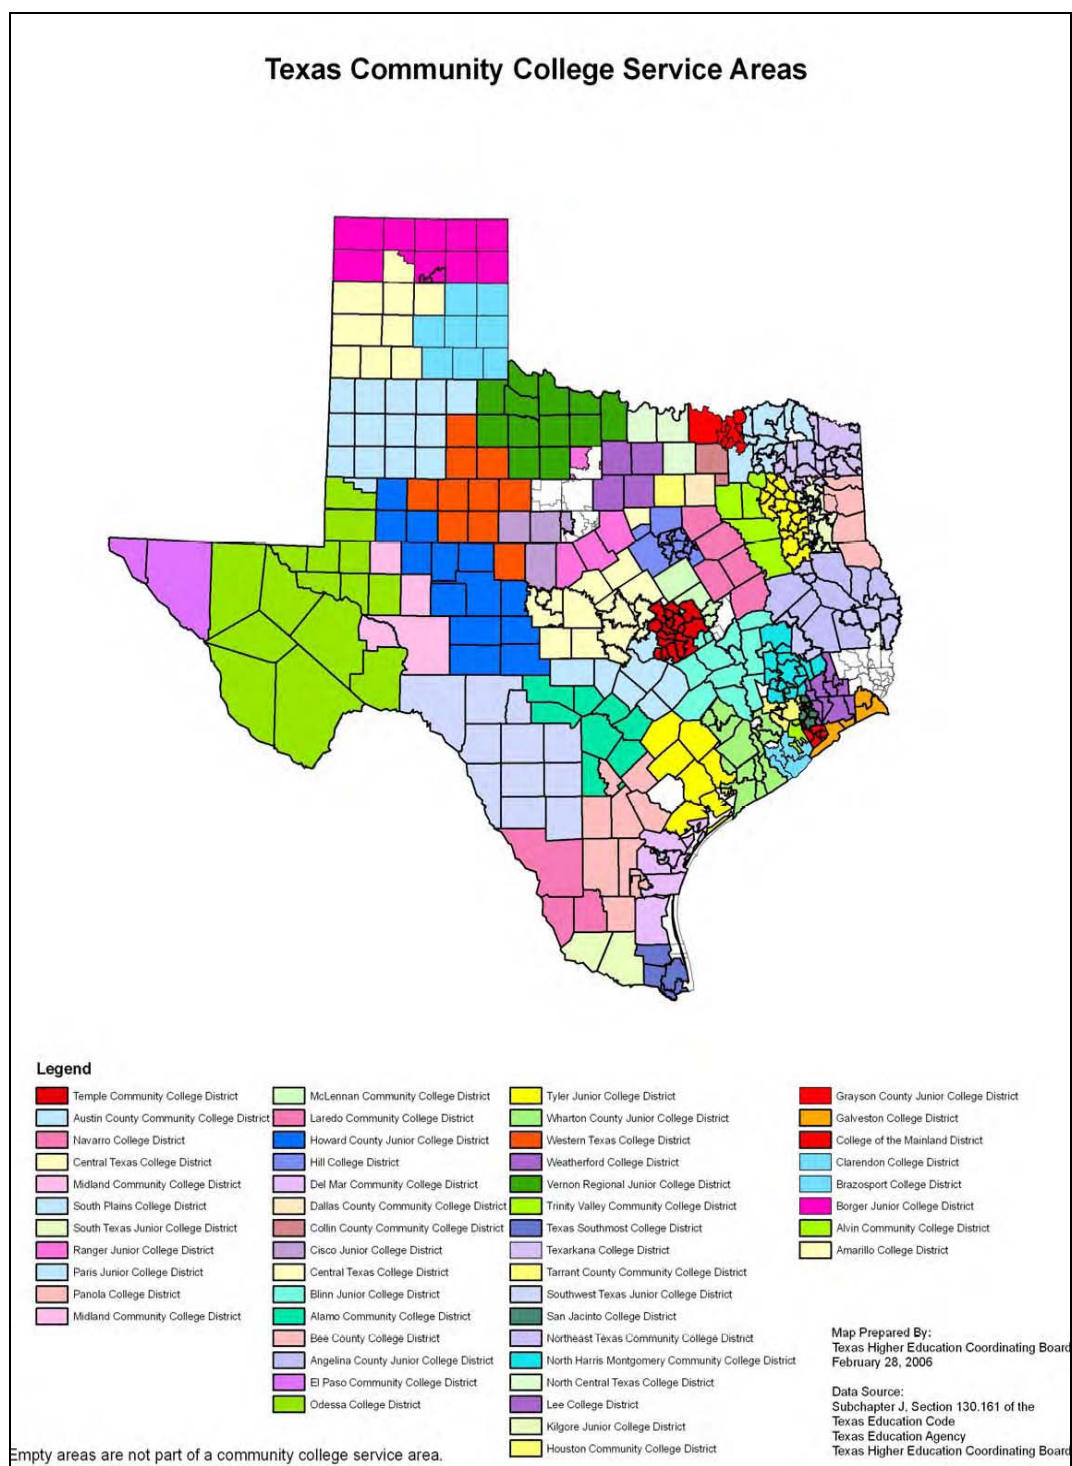 Texas Community College Service Areas
Legend
Temple Community College District
Austin County Community College District
Navarro College District
Central Texas College District
Midland Community College District
South Plains College District
South Texas Junior College District
Ranger Junior College District
Paris Junior College District
Panola College District
Midland Community College District
McLennan Community College District
Laredo Community College District
Howard County Junior College District
Hill College District
Del Mar Community College District
Dallas County Community College District
Collin County Community College District
Cisco Junior College District
Central Texas College District
Blinn Junior College District
Alamo Community College District
Bee County College District
Angelina County Junior College District
El Paso Community College District
Odessa College District
Tyler Junior College District
Wharton County Junior College District
Western Texas College District
Weatherford College District
Vernon Regional Junior College District
Trinity Valley Community College District
Texas Southmost College District
Texarkana College District
Tarrant County Community College District
Southwest Texas Junior College District
San Jacinto College District
Northeast Texas Community College District
North Harris Montgomery Community College District
North Central Texas College District
Lee College District
Kilgore Junior College District
Houston Community College District
Grayson County Junior College District
Galveston College District
College of the Mainland District
Clarendon College District
Brazosport College District
Borger Junior College District
Alvin Community College District
Amarillo College District
Map Prepared By:
Texas Higher Education Coordinating Board
February 28, 2006
Data Source:
Subchapter J, Section 130.161 of the
Texas Education Code
Texas Education Agency
Texas Higher Education Coordinating Board
Empty areas are not part of a community college service area.